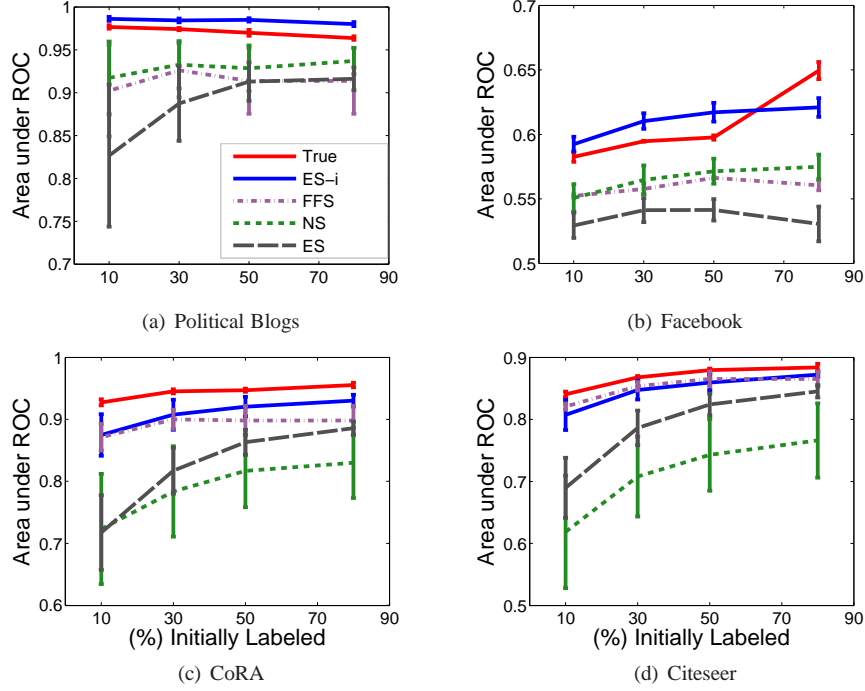 1
0.95
0.9
0.85
0.8
0.75
0.7
Area under ROC
10 30 50 70 90
True
ES−i
FFS
NS
ES
(a) Political Blogs
0.7
0.65
0.6
0.55
0.5
Area under ROC
10 30 50 70 90
(b) Facebook
1
0.9
0.8
0.7
0.6
Area under ROC
10 30 50 70 90
(%) Initially Labeled
(c) CoRA
0.9
0.8
0.7
0.6
0.5
Area under ROC
10 30 50 70 90
(%) Initially Labeled
(d) Citeseer